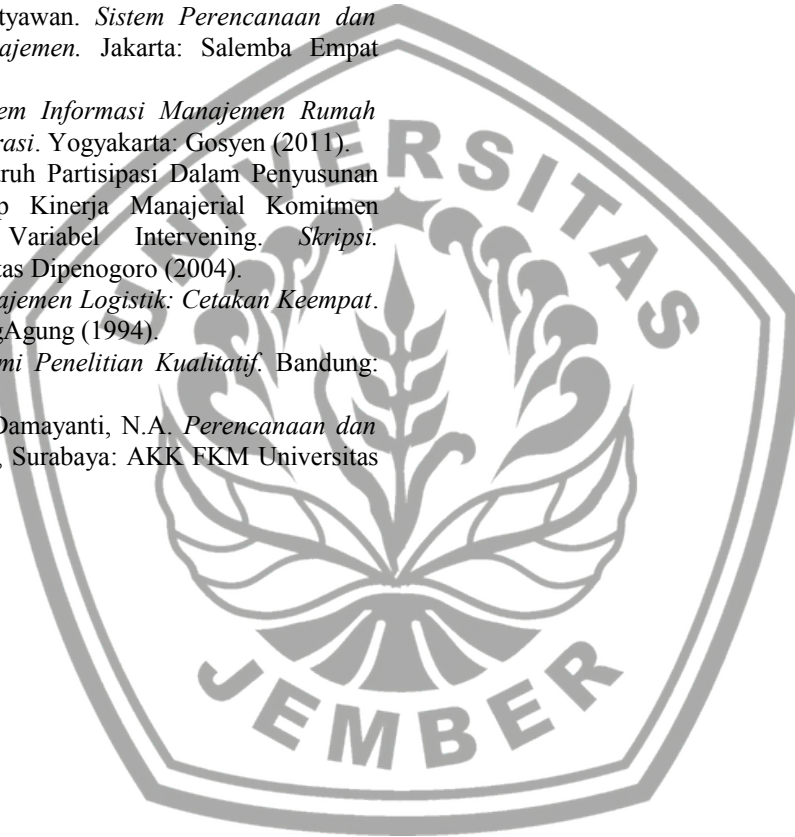 tyawan. Sistem Perencanaan dan
ajemen. Jakarta: Salemba Empat
em Informasi Manajemen Rumah
rasi. Yogyakarta: Gosyen (2011).
ruh Partisipasi Dalam Penyusunan
p Kinerja Manajerial Komitmen
Variabel Intervening. Skripsi.
tas Dipenogoro (2004).
ajemen Logistik: Cetakan Keempat.
gAgung (1994).
mi Penelitian Kualitatif. Bandung:
Damayanti, N.A. Perencanaan dan
, Surabaya: AKK FKM Universitas
UNIVERSITAS
JEMBER